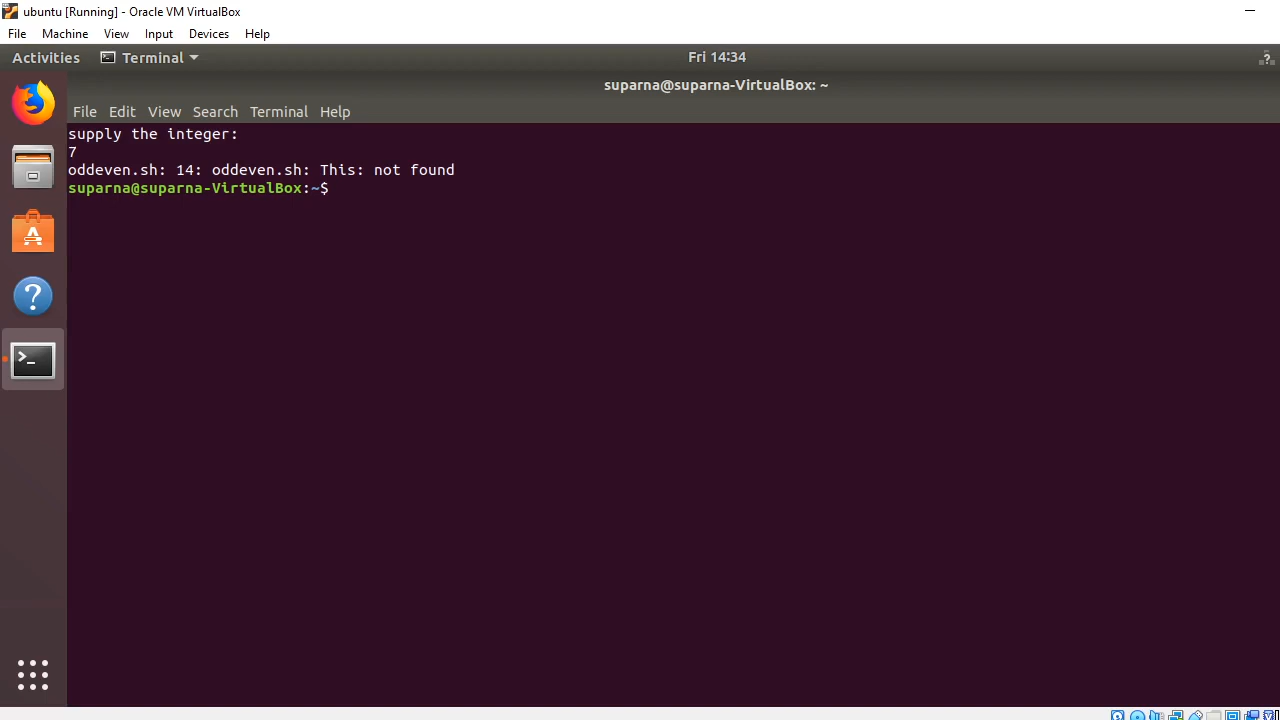 ubuntu [Running] - Oracle VM VirtualBox
File Machine View Input Devices Help
Activities Terminal Fri 14:34
suparna@suparna-VirtualBox: ~
File Edit View Search Terminal Help
supply the integer:
7
oddeven.sh: 14: oddeven.sh: This: not found
suparna@suparna-VirtualBox:~$